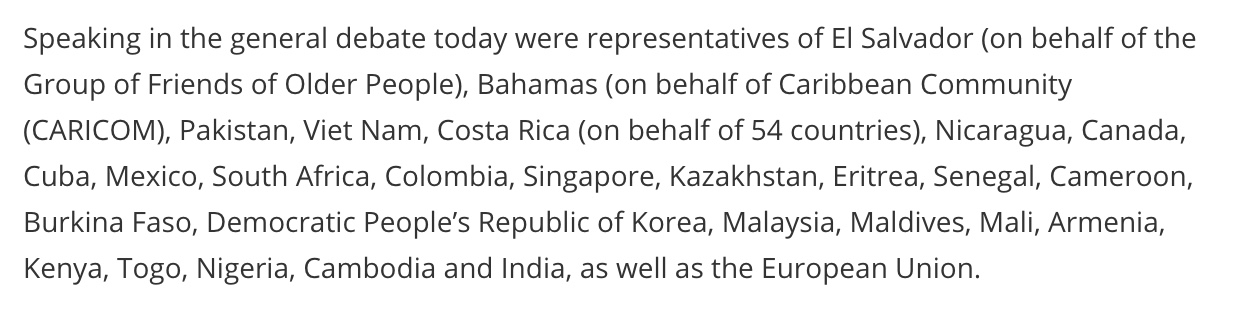 Speaking in the general debate today were representatives of El Salvador (on behalf of the
Group of Friends of Older People), Bahamas (on behalf of Caribbean Community
(CARICOM), Pakistan, Viet Nam, Costa Rica (on behalf of 54 countries), Nicaragua, Canada,
Cuba, Mexico, South Africa, Colombia, Singapore, Kazakhstan, Eritrea, Senegal, Cameroon,
Burkina Faso, Democratic People’s Republic of Korea, Malaysia, Maldives, Mali, Armenia,
Kenya, Togo, Nigeria, Cambodia and India, as well as the European Union.